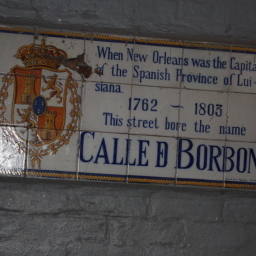 When New Orleans was the Capita
of the Spanish Province of Lui-
siana
1762 ~ 1803
This street bore the name
CALLE D BORBON